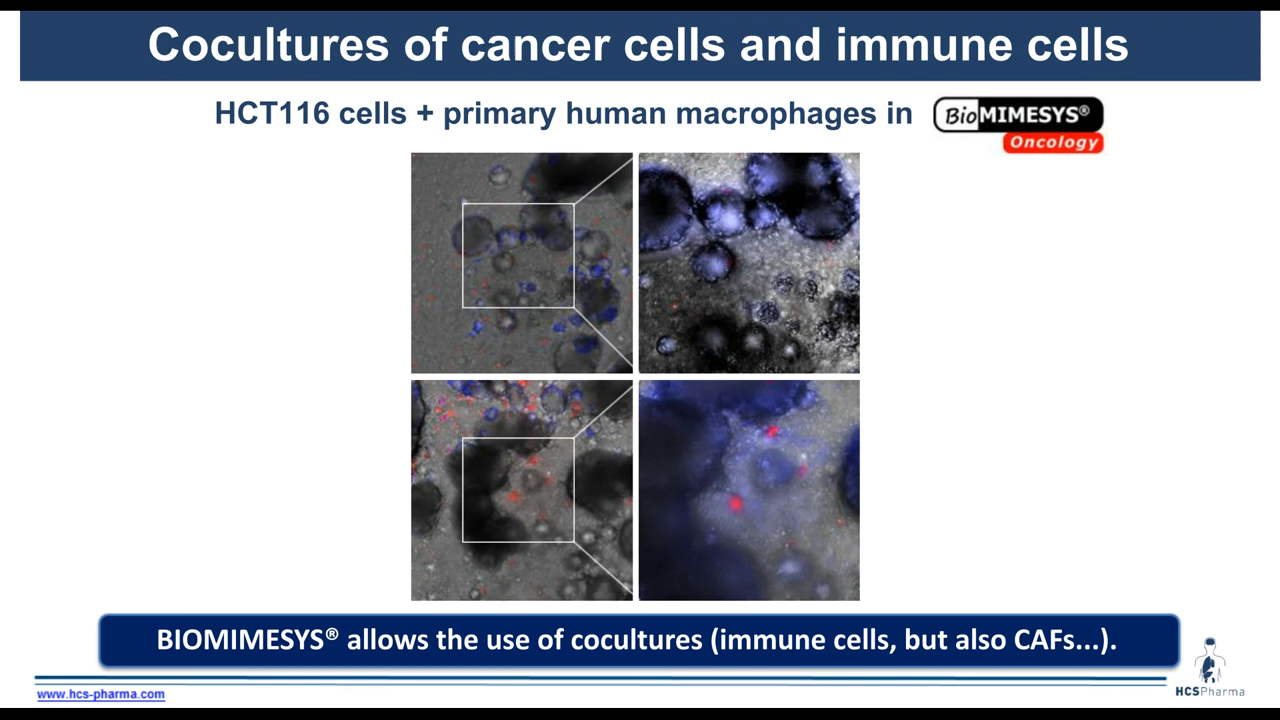 Cocultures of cancer cells and immune cells
HCT116 cells + primary human macrophages in
BioMIMESYS®
Oncology
BIOMIMESYS® allows the use of cocultures (immune cells, but also CAFs...).
www.hcs-pharma.com
HCSPharma